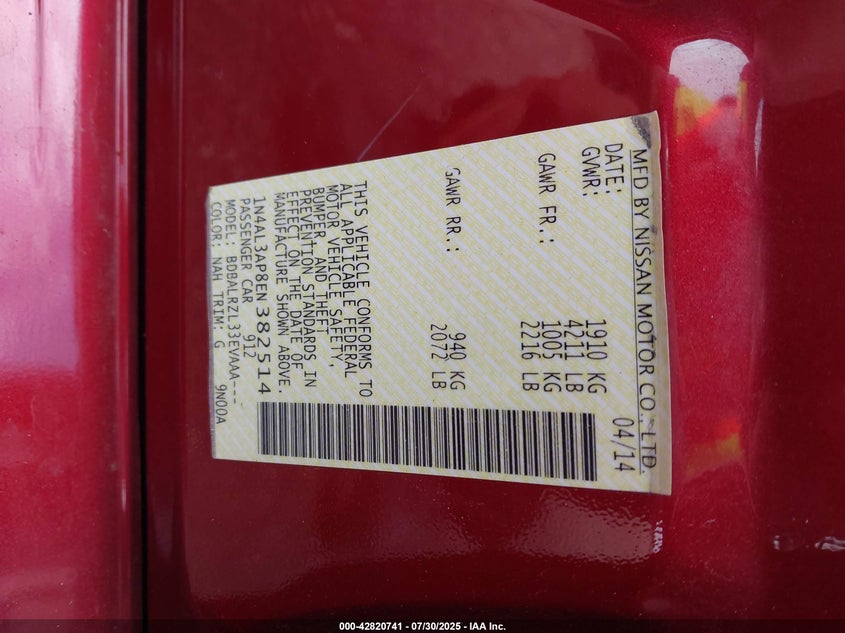 MFD BY NISSAN MOTOR CO., LTD.
DATE: 04/14
GVWR: 1910 KG
4211 LB
GAWR FR.: 1005 KG
2216 LB
GAWR RR.: 940 KG
2072 LB
THIS VEHICLE CONFORMS TO
ALL APPLICABLE FEDERAL
MOTOR VEHICLE SAFETY,
BUMPER, AND THEFT
PREVENTION STANDARDS IN
EFFECT ON THE DATE OF
MANUFACTURE SHOWN ABOVE.
1N4AL3AP8EN382514
PASSENGER CAR 912
MODEL: BDBALRZL33EVAAA---
COLOR: NAH TRIM: G 9N00A
000-42820741 - 07/30/2025 - IAA Inc.